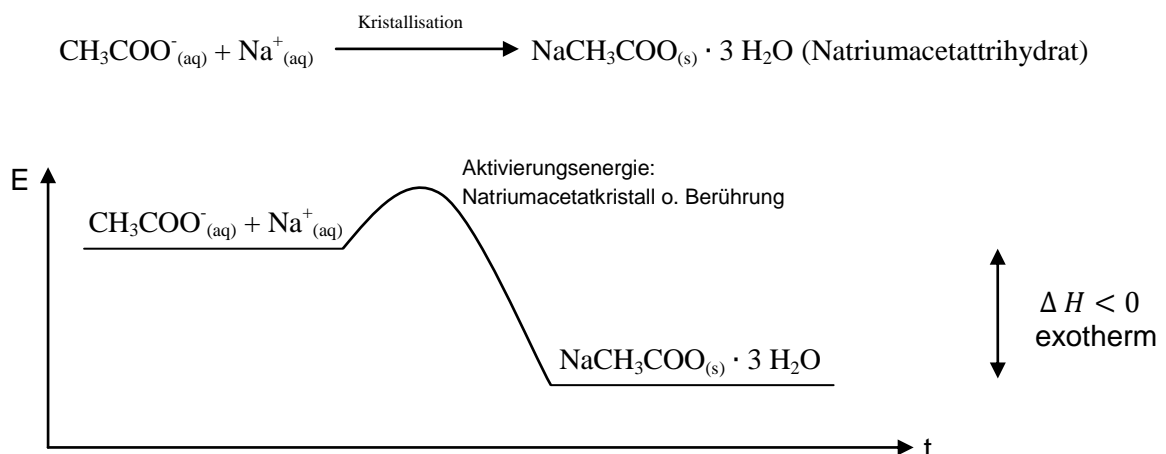 Kristallisation
CH₃COO⁻(aq) + Na⁺(aq) NaCH₃COO(s) · 3 H₂O (Natriumacetattrihydrat)
E
Aktivierungsenergie:
Natriumacetatkristall o. Berührung
CH₃COO⁻(aq) + Na⁺(aq)
Δ H < 0
exotherm
NaCH₃COO(s) · 3 H₂O
t